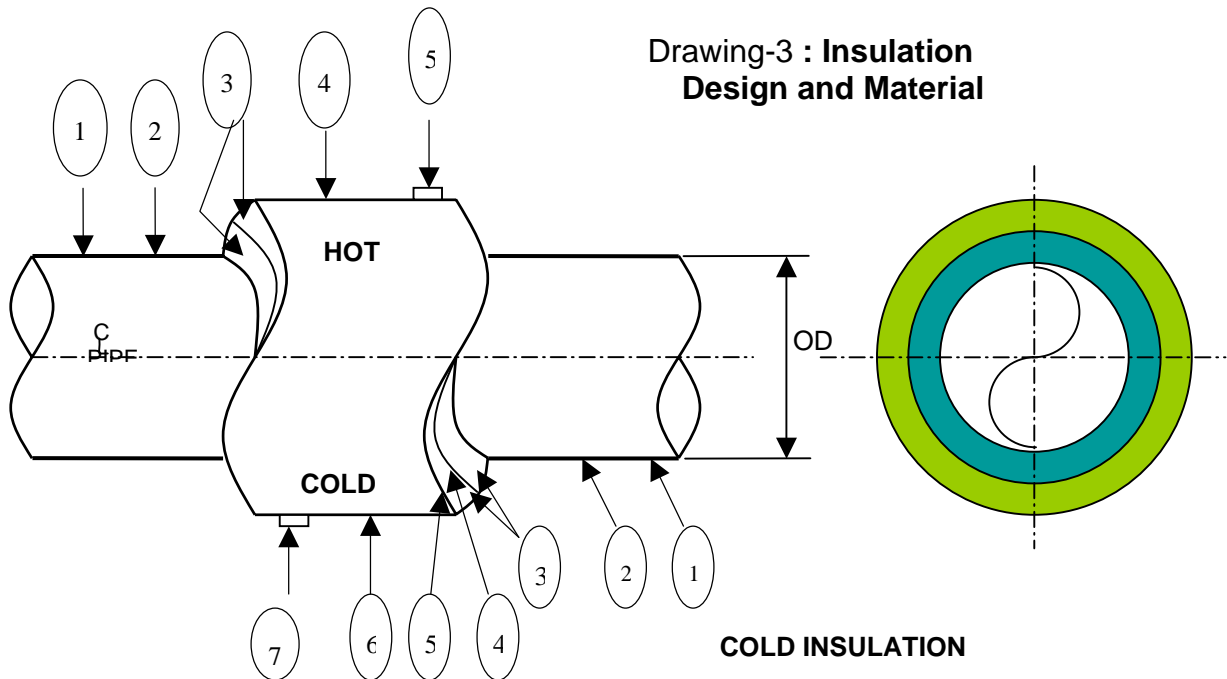 Drawing-3 : Insulation
Design and Material
5
3
4
1
2
HOT
C
L
PIPE
OD
COLD
3
2
1
7
6
5
4
COLD INSULATION